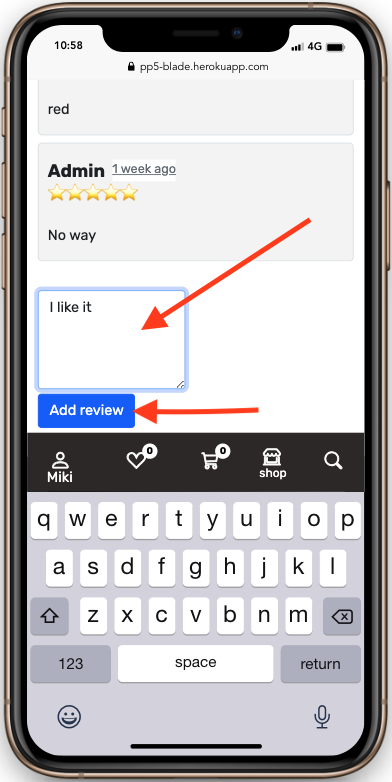 10:58
4G
pp5-blade.herokuapp.com
red
Admin 1 week ago
No way
I like it
Add review
0 0
Miki shop
q w e r t y u i o p
a s d f g h j k l
z x c v b n m
123 space return